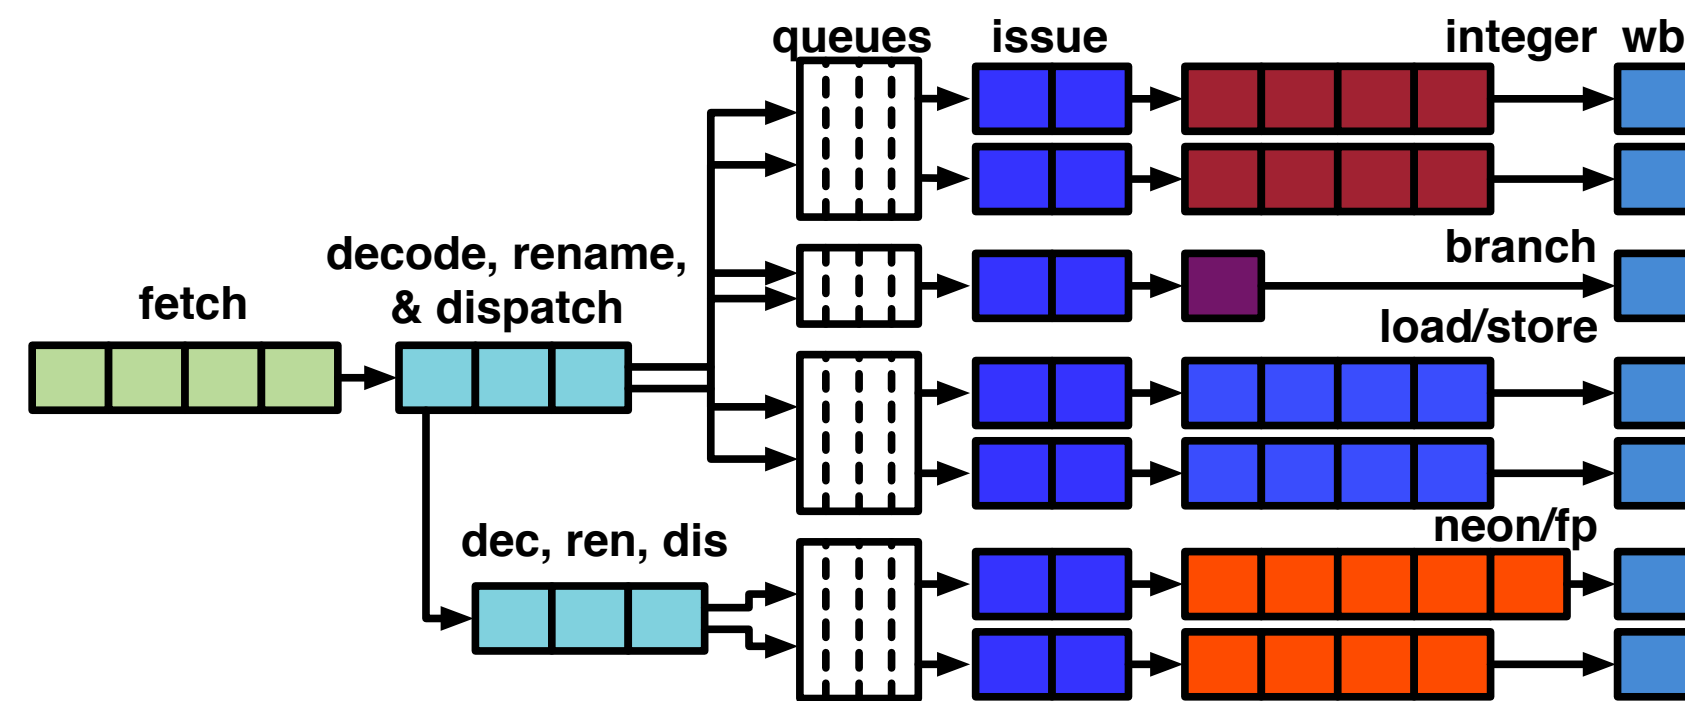 queues
issue
integer
wb
decode, rename,
& dispatch
fetch
branch
load/store
dec, ren, dis
neon/fp